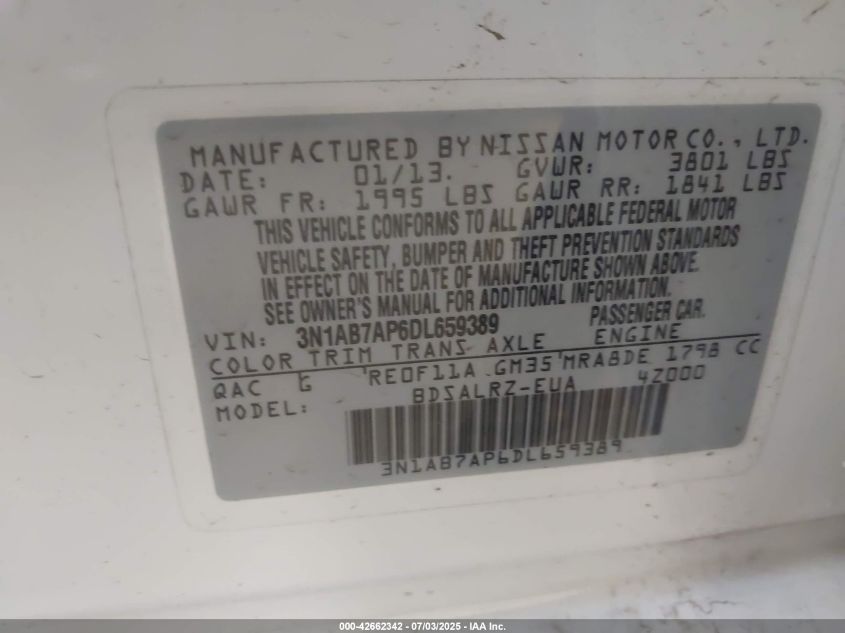 MANUFACTURED BY NISSAN MOTOR CO., LTD.
DATE: 01/13. GVWR: 3801 LBS
GAWR FR: 1995 LBS GAWR RR: 1841 LBS
THIS VEHICLE CONFORMS TO ALL APPLICABLE FEDERAL MOTOR
VEHICLE SAFETY, BUMPER AND THEFT PREVENTION STANDARDS
IN EFFECT ON THE DATE OF MANUFACTURE SHOWN ABOVE.
SEE OWNER'S MANUAL FOR ADDITIONAL INFORMATION.
VIN: 3N1AB7AP6DL659389 PASSENGER CAR.
COLOR TRIM TRANS AXLE ENGINE
QAC G RE0F11A GM35 MRA8DE 1798 CC
MODEL: BDSALRZ-EUA 4Z000
3N1AB7AP6DL659389
000-42662342 - 07/03/2025 - IAA Inc.